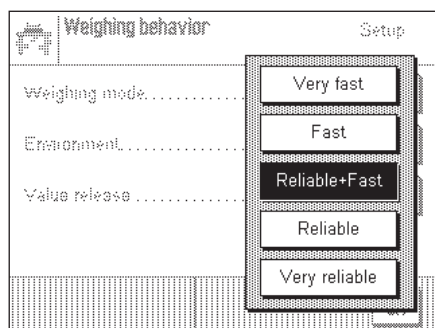 Weighing behavior
Setup
Weighing mode
Environment
Value release
Very fast
Fast
Reliable+Fast
Reliable
Very reliable